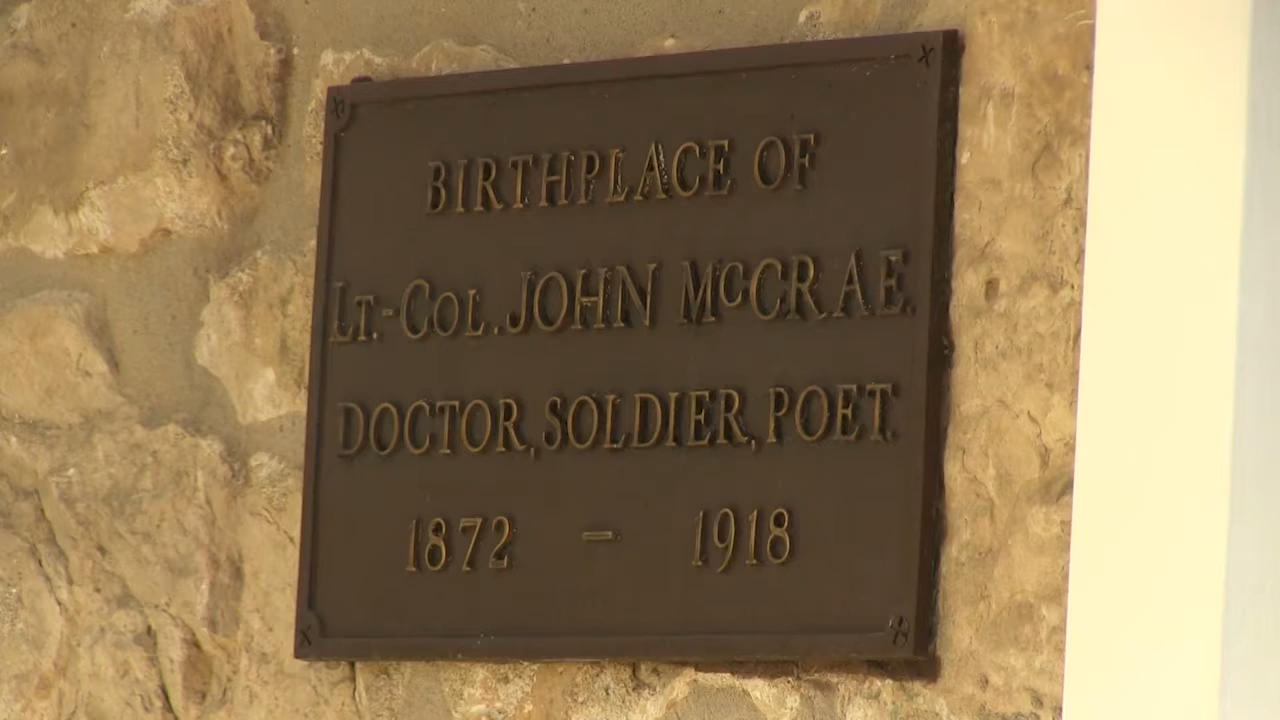 BIRTHPLACE OF
LT.-COL. JOHN McCRAE.
DOCTOR, SOLDIER, POET.
1872 – 1918